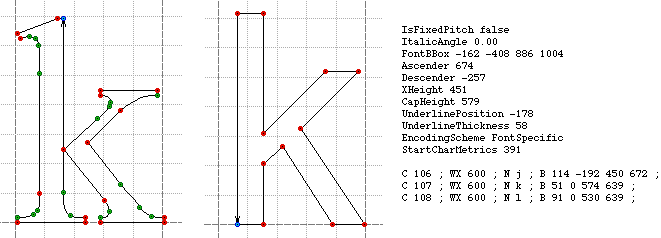 IsFixedPitch false
ItalicAngle 0.00
FontBBox -162 -408 886 1004
Ascender 674
Descender -257
XHeight 451
CapHeight 579
UnderlinePosition -178
UnderlineThickness 58
EncodingScheme FontSpecific
StartCharMetrics 391
C 106 ; WX 600 ; N j ; B 114 -192 450 672 ;
C 107 ; WX 600 ; N k ; B 51 0 574 639 ;
C 108 ; WX 600 ; N l ; B 91 0 530 639 ;